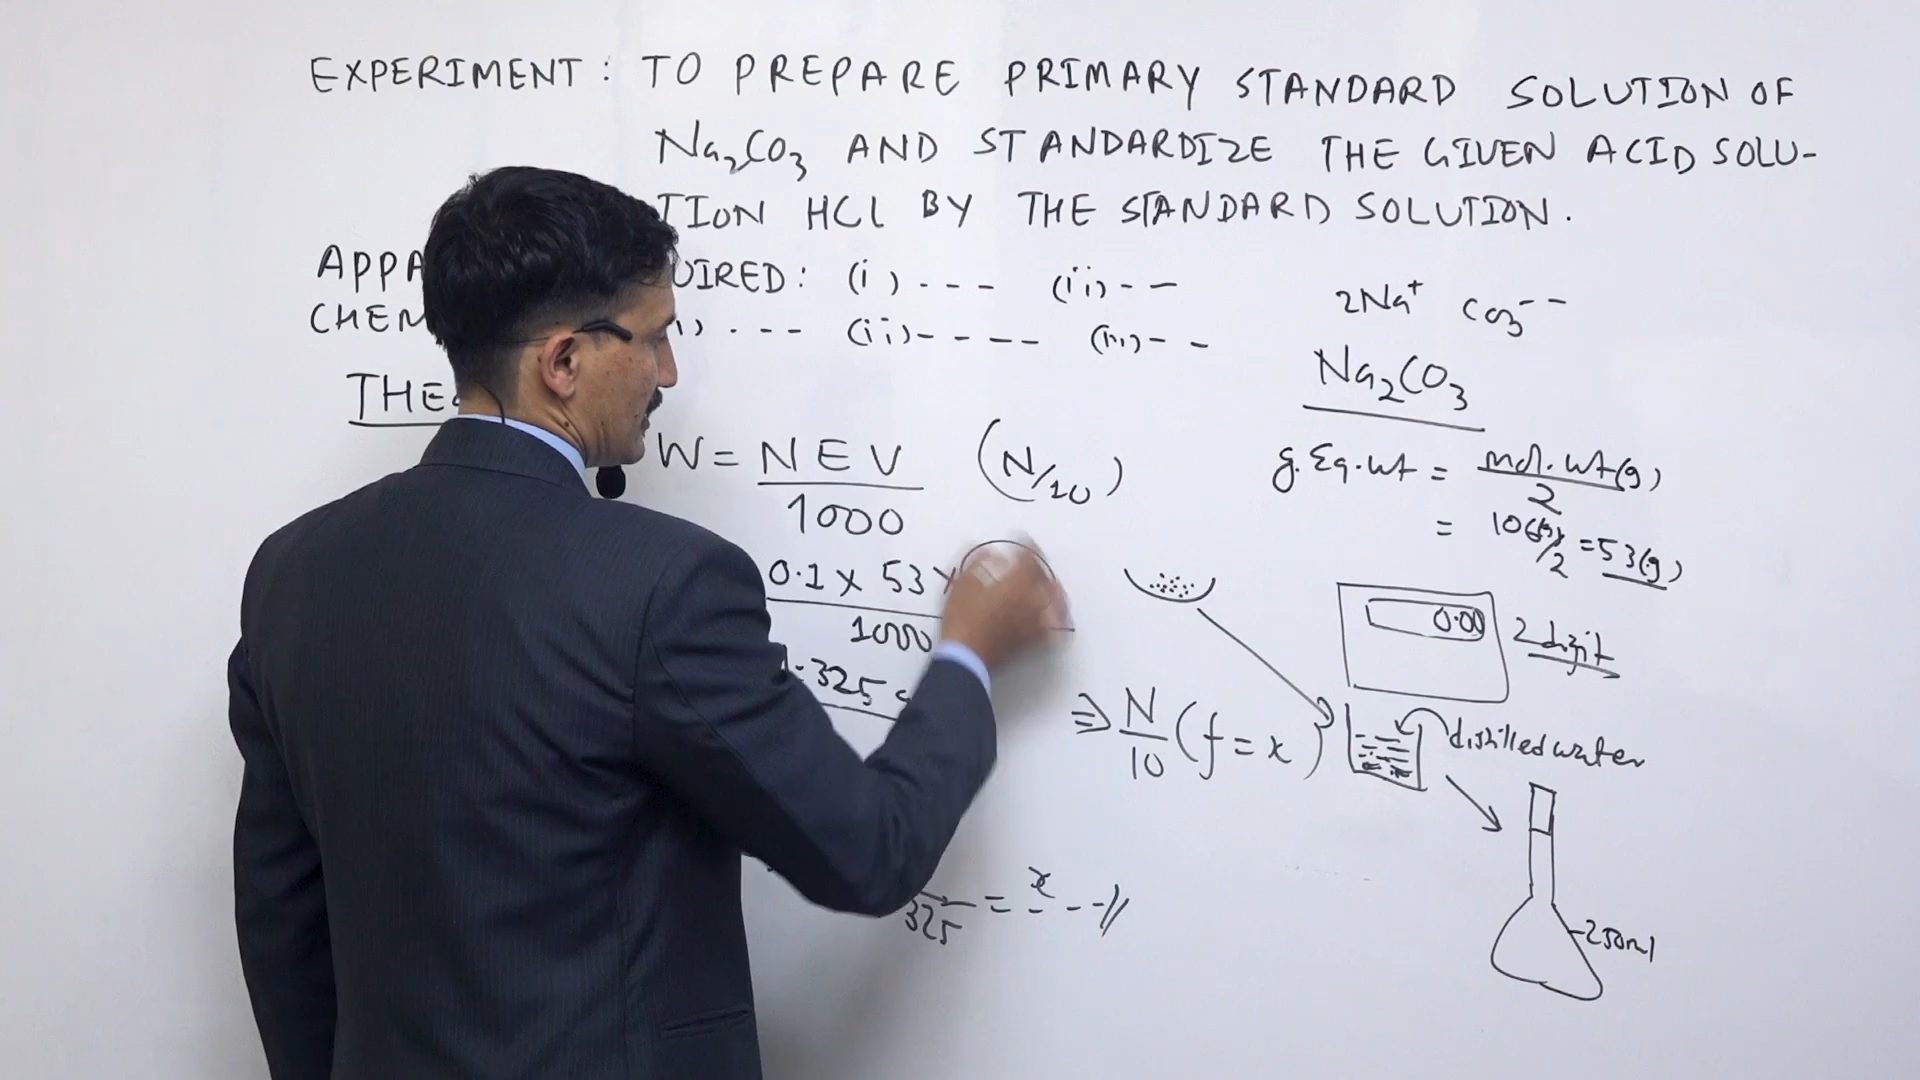 EXPERIMENT: TO PREPARE PRIMARY STANDARD SOLUTION OF
Na2CO3 AND STANDARDIZE THE GIVEN ACID SOLU-
TION HCl BY THE STANDARD SOLUTION.
APPA UIRED: (i) --- (ii) --
CHEM --- (ii) ---- (iii) --
2Na+ CO3--
Na2CO3
THE
W = NEV/1000 (N/10)
g.Eq.wt = mol.wt(g)/2
= 106(g)/2 = 53(g)
0.1 x 53 x
1000
0.00 2 digit
.325
=> N/10 (f = x)
distilled water
325 = x --//
250ml